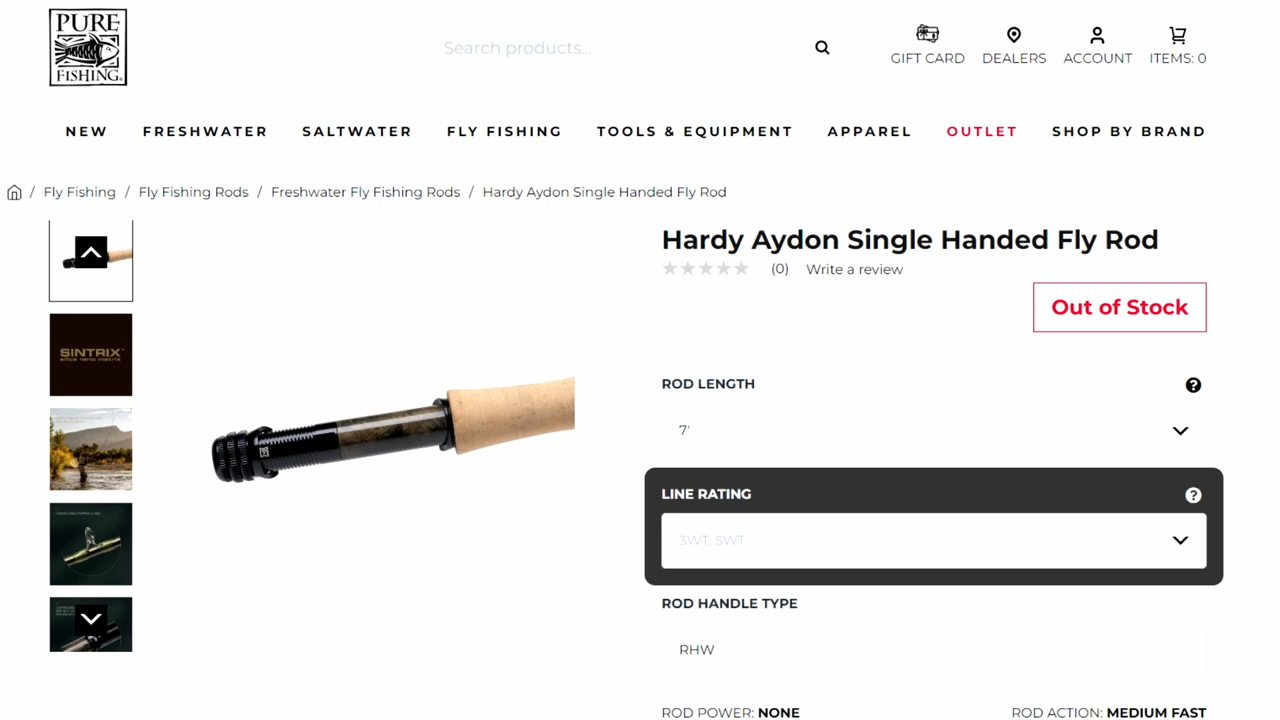 PURE
FISHING
Search products...
GIFT CARD
DEALERS
ACCOUNT
ITEMS: 0
NEW
FRESHWATER
SALTWATER
FLY FISHING
TOOLS & EQUIPMENT
APPAREL
OUTLET
SHOP BY BRAND
/ Fly Fishing / Fly Fishing Rods / Freshwater Fly Fishing Rods / Hardy Aydon Single Handed Fly Rod
SINTRIX
Hardy Aydon Single Handed Fly Rod
(0) Write a review
Out of Stock
ROD LENGTH
?
7'
LINE RATING
?
3WT, 5WT
ROD HANDLE TYPE
RHW
ROD POWER: NONE
ROD ACTION: MEDIUM FAST